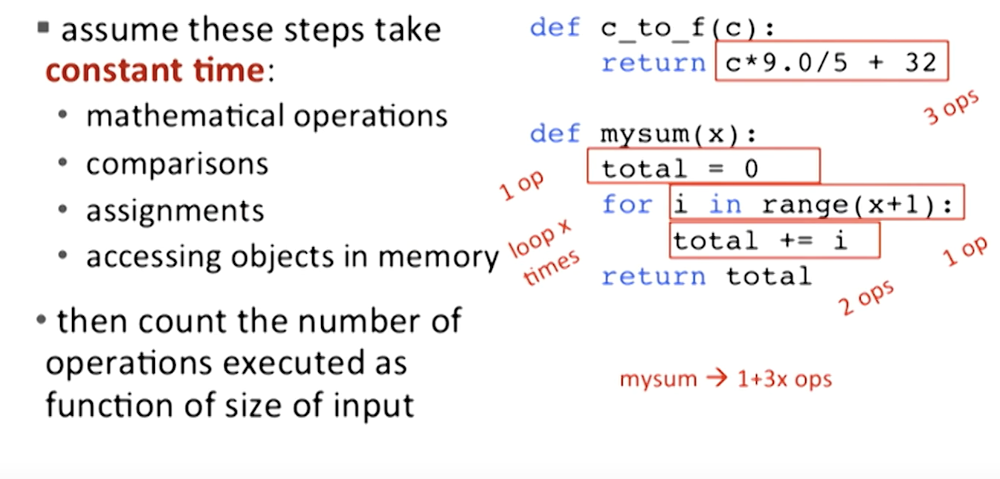 ▪ assume these steps take
constant time:
• mathematical operations
• comparisons
• assignments
• accessing objects in memory
• then count the number of
operations executed as
function of size of input
def c_to_f(c):
return c*9.0/5 + 32
3 ops
def mysum(x):
total = 0
1 op
for i in range(x+1):
1 op
loop x
times
total += i
2 ops
return total
mysum → 1+3x ops